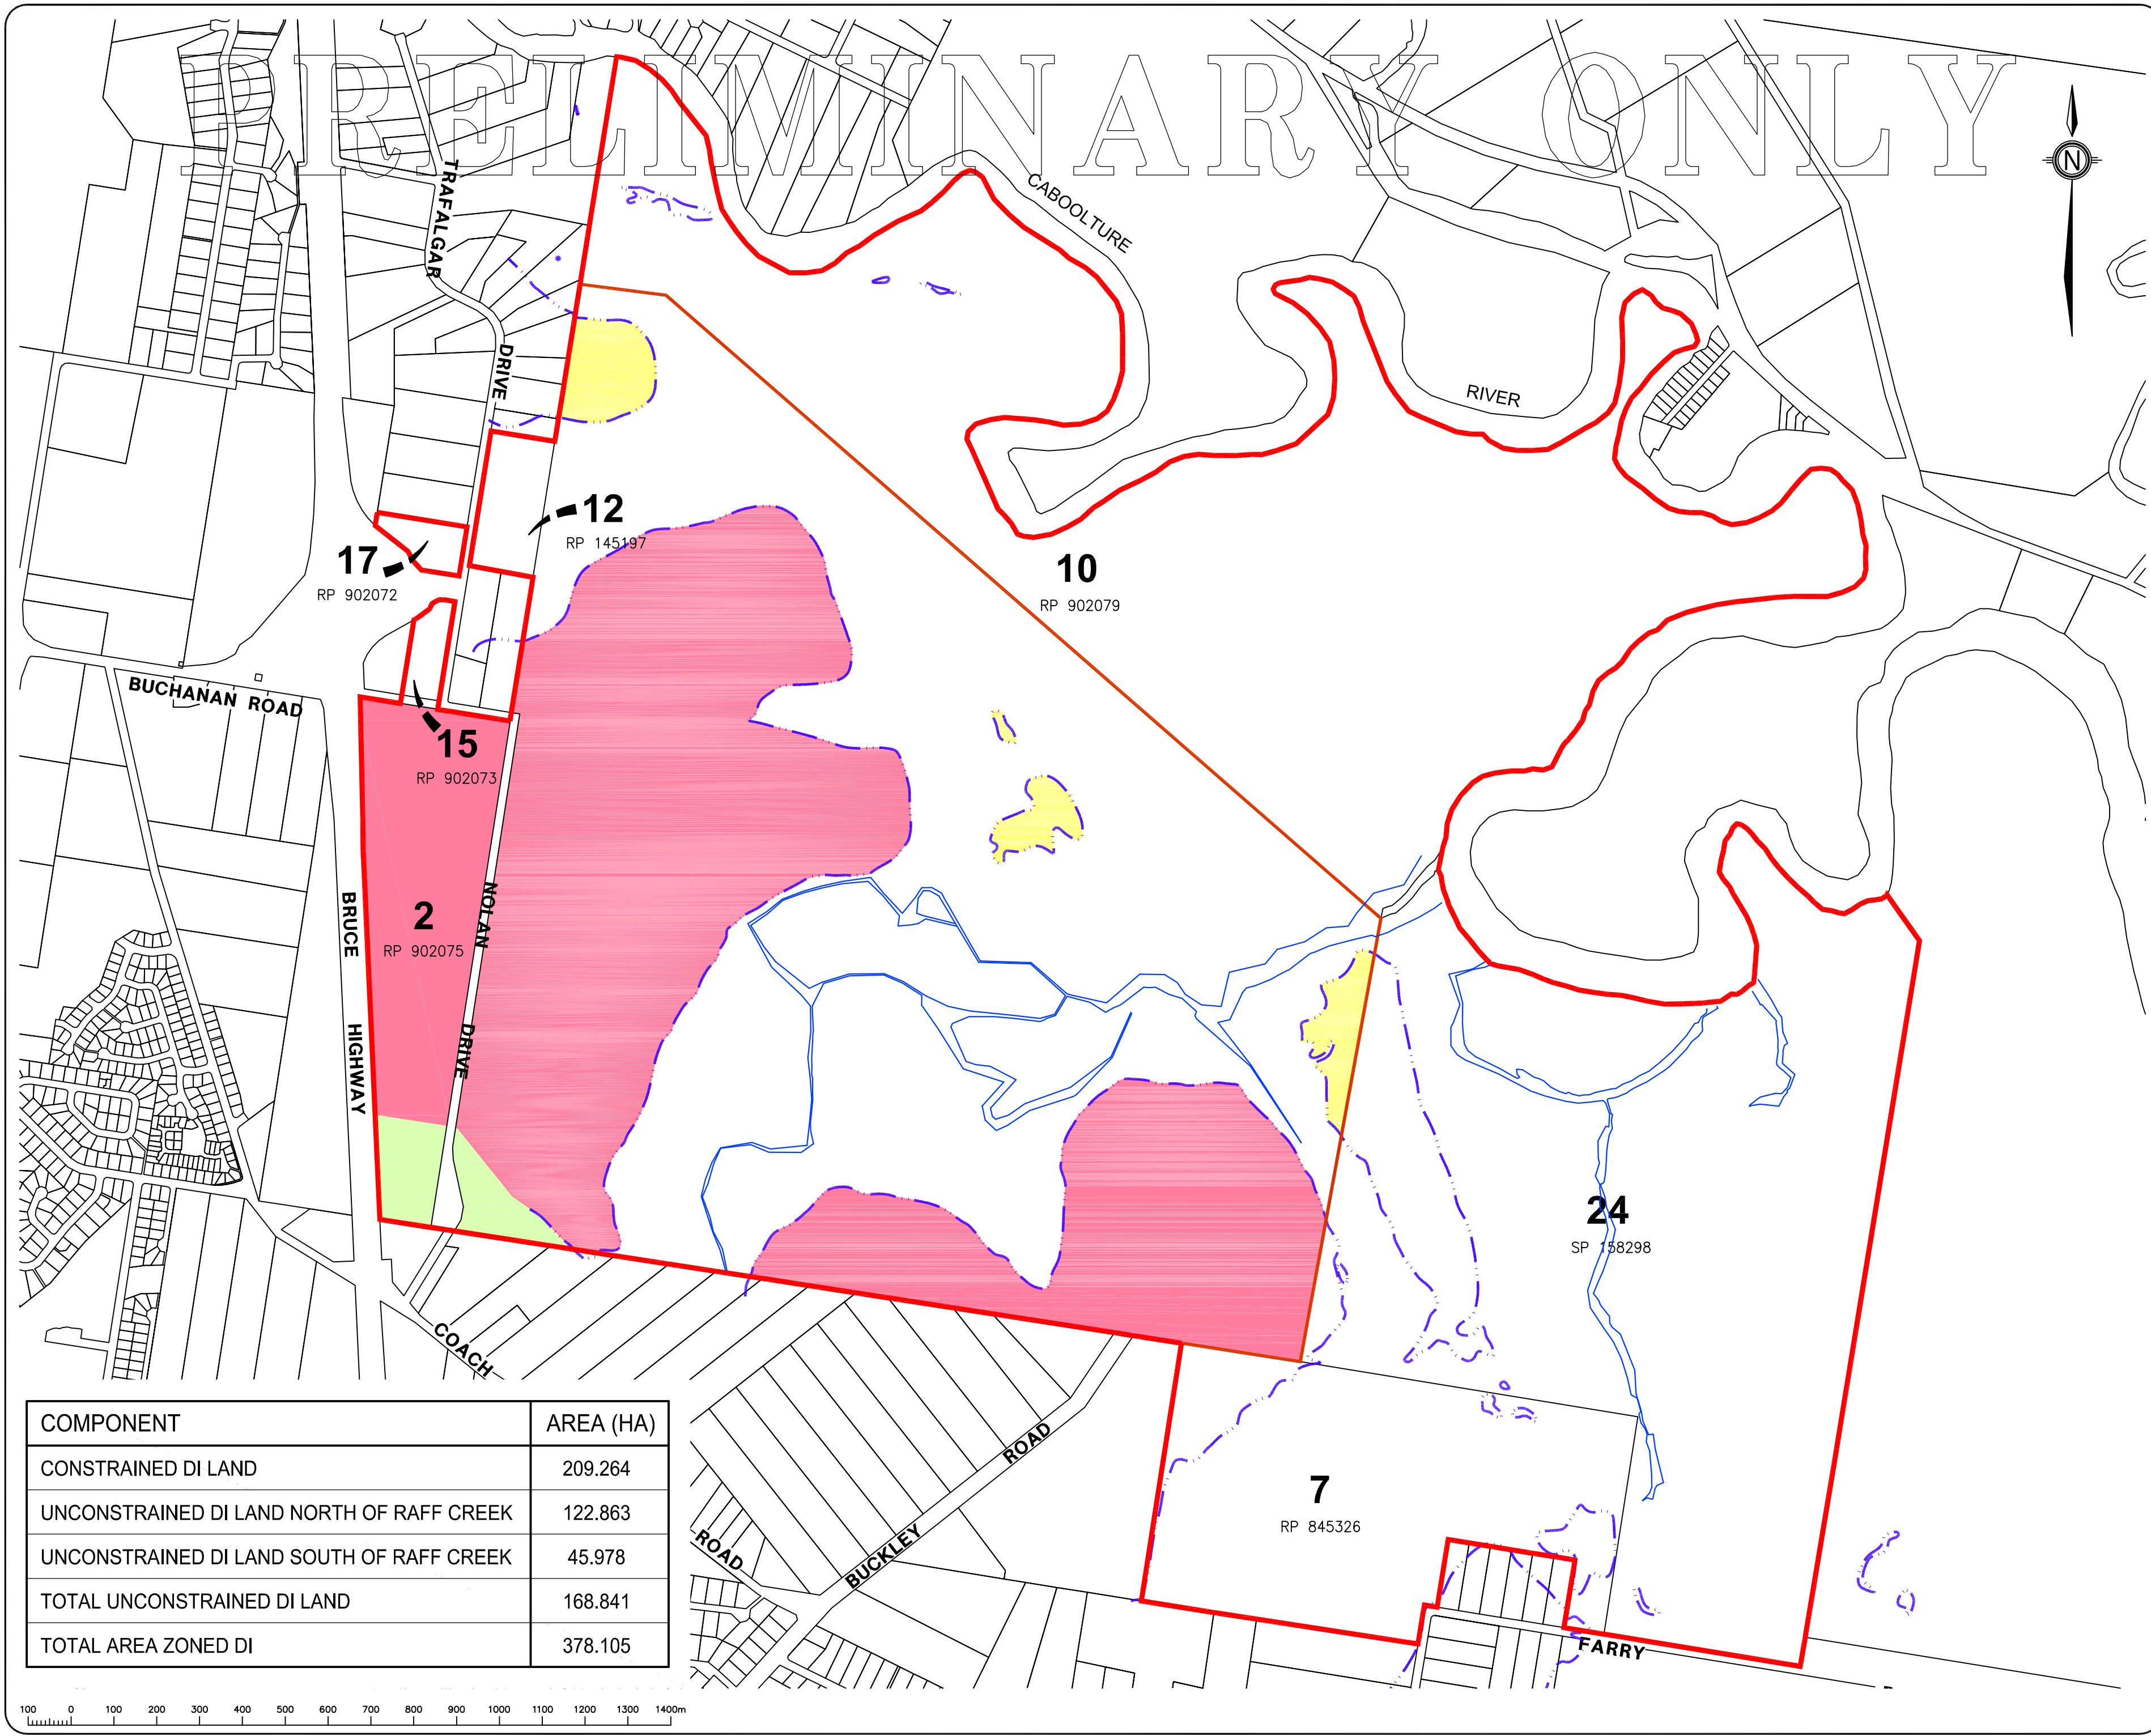 PRELIMINARY ONLY
N
TRAFALGAR
DRIVE
CABOOLTURE
RIVER
12
RP 145197
17
RP 902072
10
RP 902079
BUCHANAN ROAD
15
RP 902073
2
RP 902075
NOLAN
DRIVE
BRUCE
HIGHWAY
24
SP 158298
COACH
ROAD
BUCKLEY
ROAD
7
RP 845326
FARRY
COMPONENT AREA (HA)
CONSTRAINED DI LAND 209.264
UNCONSTRAINED DI LAND NORTH OF RAFF CREEK 122.863
UNCONSTRAINED DI LAND SOUTH OF RAFF CREEK 45.978
TOTAL UNCONSTRAINED DI LAND 168.841
TOTAL AREA ZONED DI 378.105
100 0 100 200 300 400 500 600 700 800 900 1000 1100 1200 1300 1400m